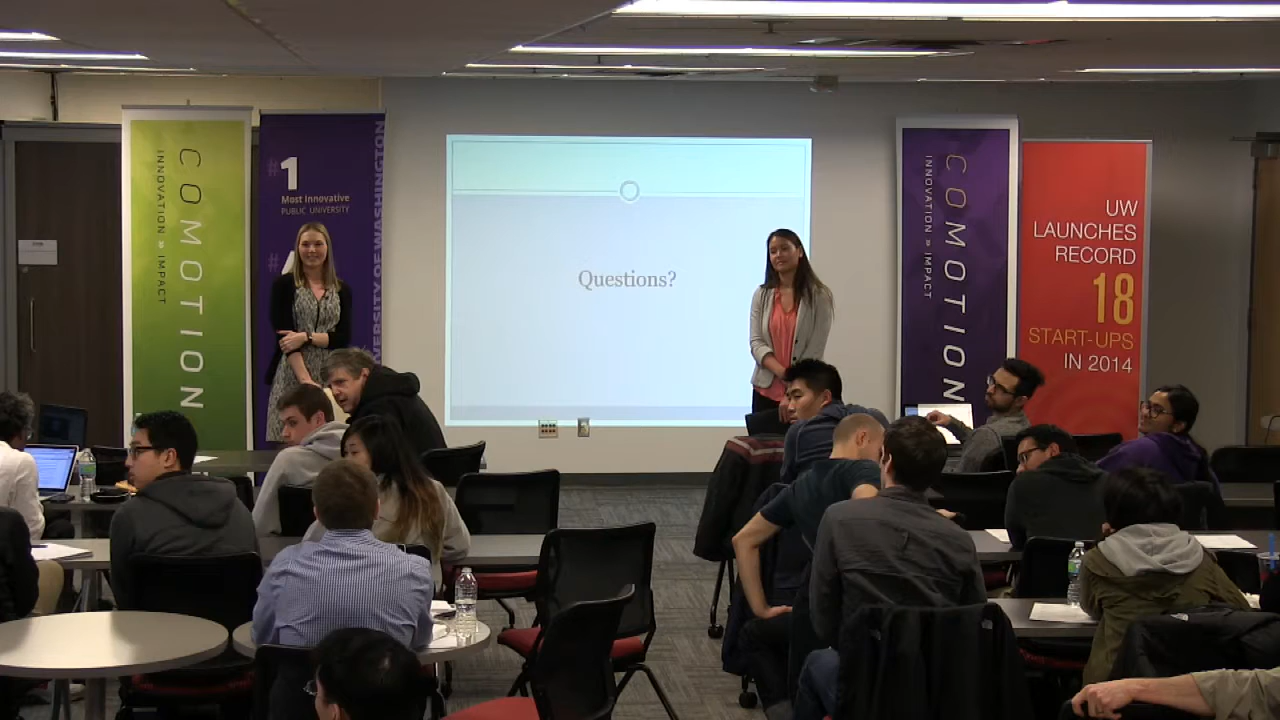 COMOTION
INNOVATION » IMPACT
#1
Most Innovative
PUBLIC UNIVERSITY
#
VERSITY OF WASHINGTON
Questions?
COMOTION
INNOVATION » IMPACT
UW
LAUNCHES
RECORD
18
START-UPS
IN 2014